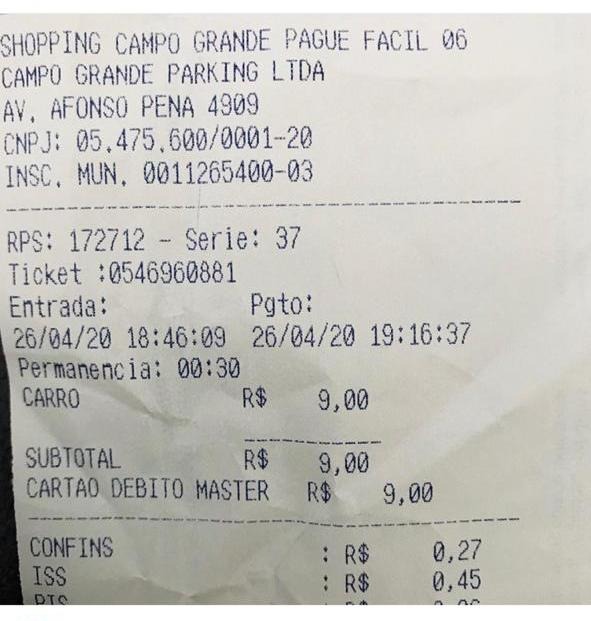 SHOPPING CAMPO GRANDE PAGUE FACIL 06
CAMPO GRANDE PARKING LTDA
AV. AFONSO PENA 4909
CNPJ: 05.475.600/0001-20
INSC. MUN. 0011265400-03
RPS: 172712 - Serie: 37
Ticket :0546960881
Entrada: Pgto:
26/04/20 18:46:09 26/04/20 19:16:37
Permanencia: 00:30
CARRO R$ 9,00
SUBTOTAL R$ 9,00
CARTAO DEBITO MASTER R$ 9,00
CONFINS : R$ 0,27
ISS : R$ 0,45
PIS : R$